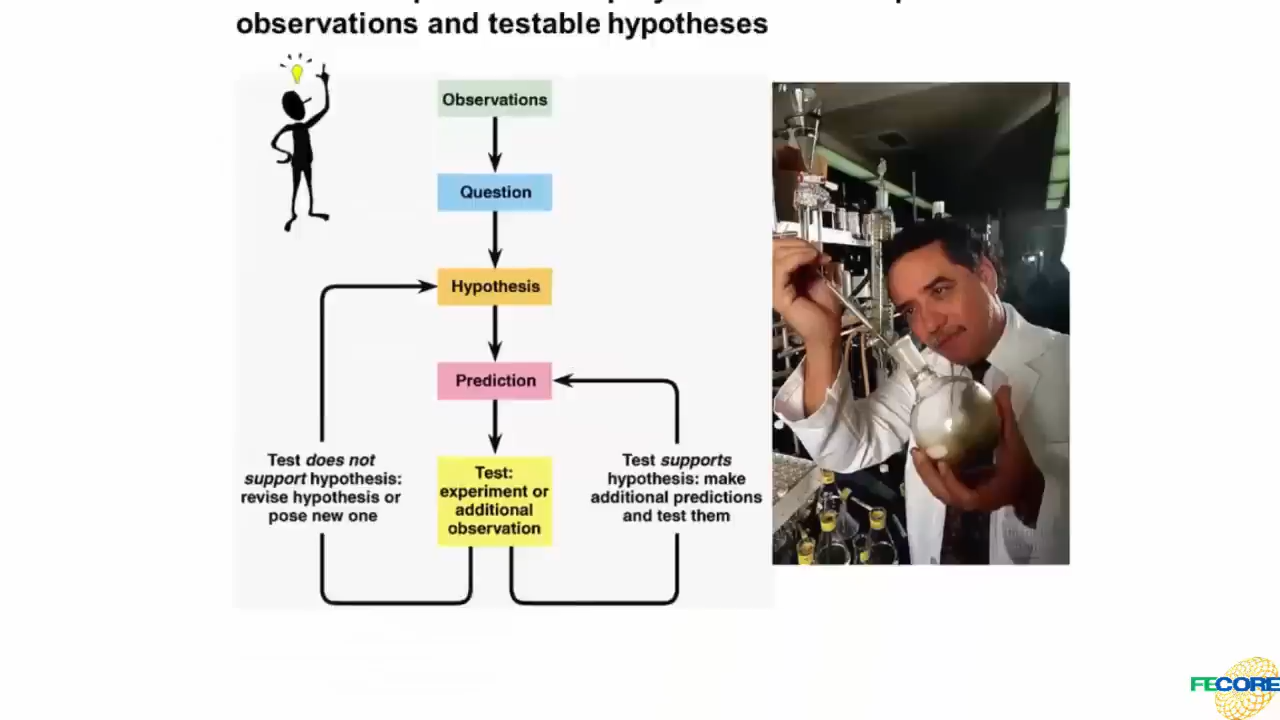 observations and testable hypotheses
Observations
Question
Hypothesis
Prediction
Test does not
support hypothesis:
revise hypothesis or
pose new one
Test:
experiment or
additional
observation
Test supports
hypothesis: make
additional predictions
and test them
FECORE